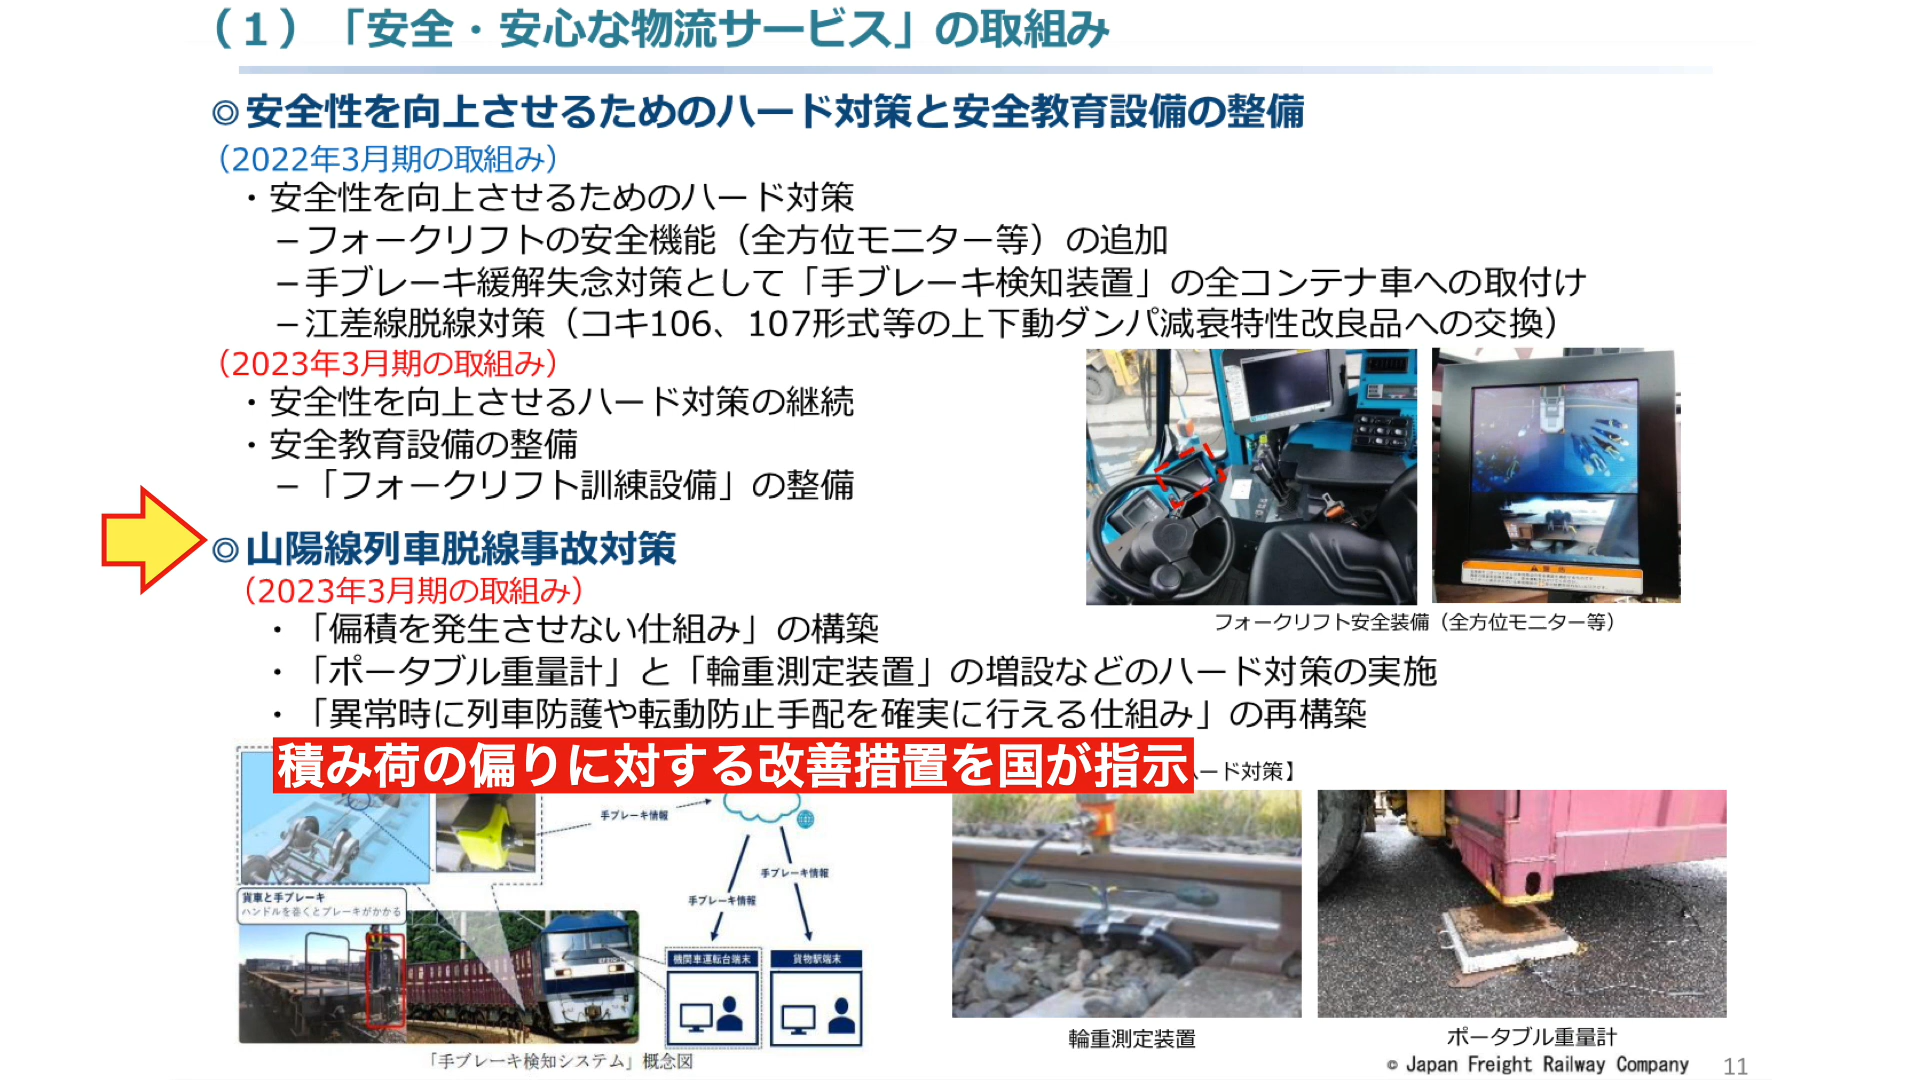 （1）「安全・安心な物流サービス」の取組み
◎安全性を向上させるためのハード対策と安全教育設備の整備
（2022年3月期の取組み）
・安全性を向上させるためのハード対策
－フォークリフトの安全機能（全方位モニター等）の追加
－手ブレーキ緩解失念対策として「手ブレーキ検知装置」の全コンテナ車への取付け
－江差線脱線対策（コキ106、107形式等の上下動ダンパ減衰特性改良品への交換）
（2023年3月期の取組み）
・安全性を向上させるハード対策の継続
・安全教育設備の整備
－「フォークリフト訓練設備」の整備
フォークリフト安全装備（全方位モニター等）
◎山陽線列車脱線事故対策
（2023年3月期の取組み）
・「偏積を発生させない仕組み」の構築
・「ポータブル重量計」と「輪重測定装置」の増設などのハード対策の実施
・「異常時に列車防護や転動防止手配を確実に行える仕組み」の再構築
積み荷の偏りに対する改善措置を国が指示
ード対策】
手ブレーキ情報
手ブレーキ情報
手ブレーキ情報
貨車と手ブレーキ
ハンドルを巻くとブレーキがかかる
機関車運転台端末
貨物駅端末
「手ブレーキ検知システム」概念図
輪重測定装置
ポータブル重量計
© Japan Freight Railway Company
11